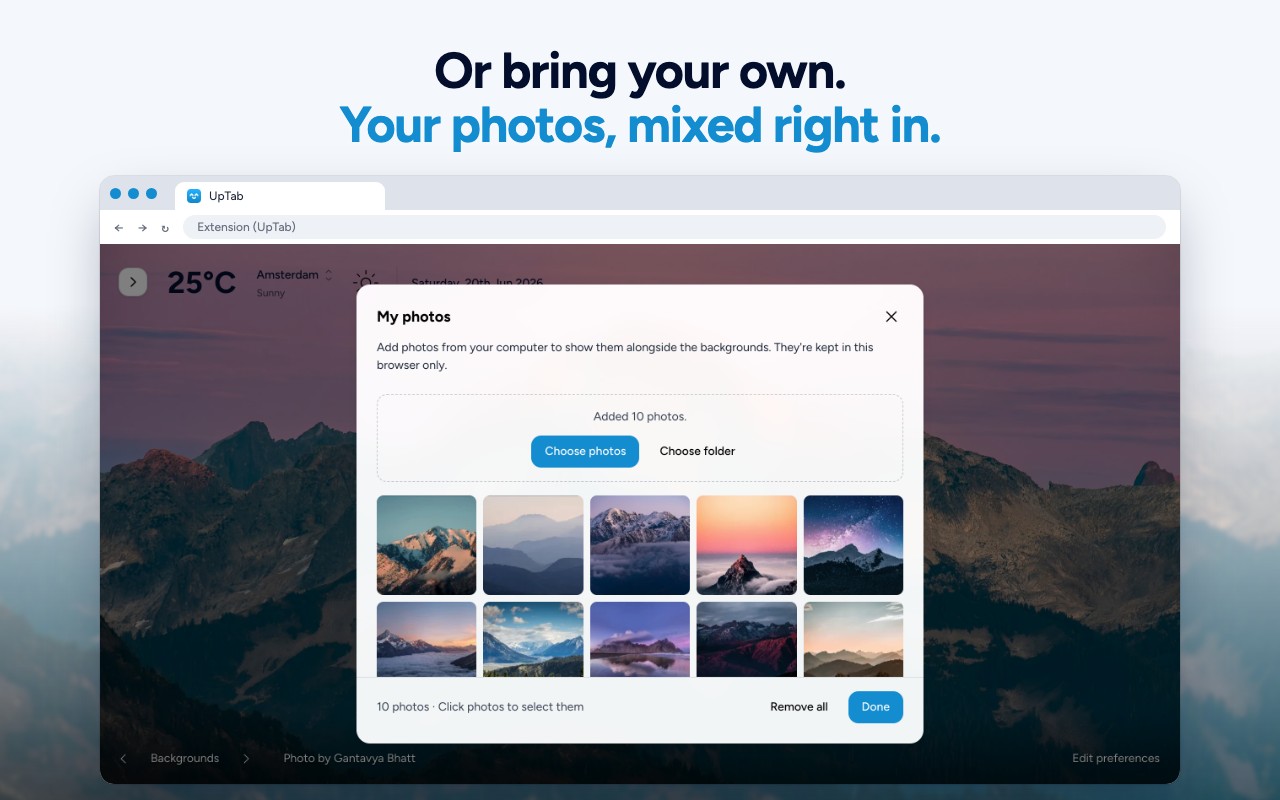 Or bring your own.
Your photos, mixed right in.
UpTab
Extension (UpTab)
25°C
Amsterdam
Sunny
Saturday, 20th Jun 2026
My photos
Add photos from your computer to show them alongside the backgrounds. They're kept in this
browser only.
Added 10 photos.
Choose photos
Choose folder
10 photos · Click photos to select them
Remove all
Done
Backgrounds
Photo by Gantavya Bhatt
Edit preferences